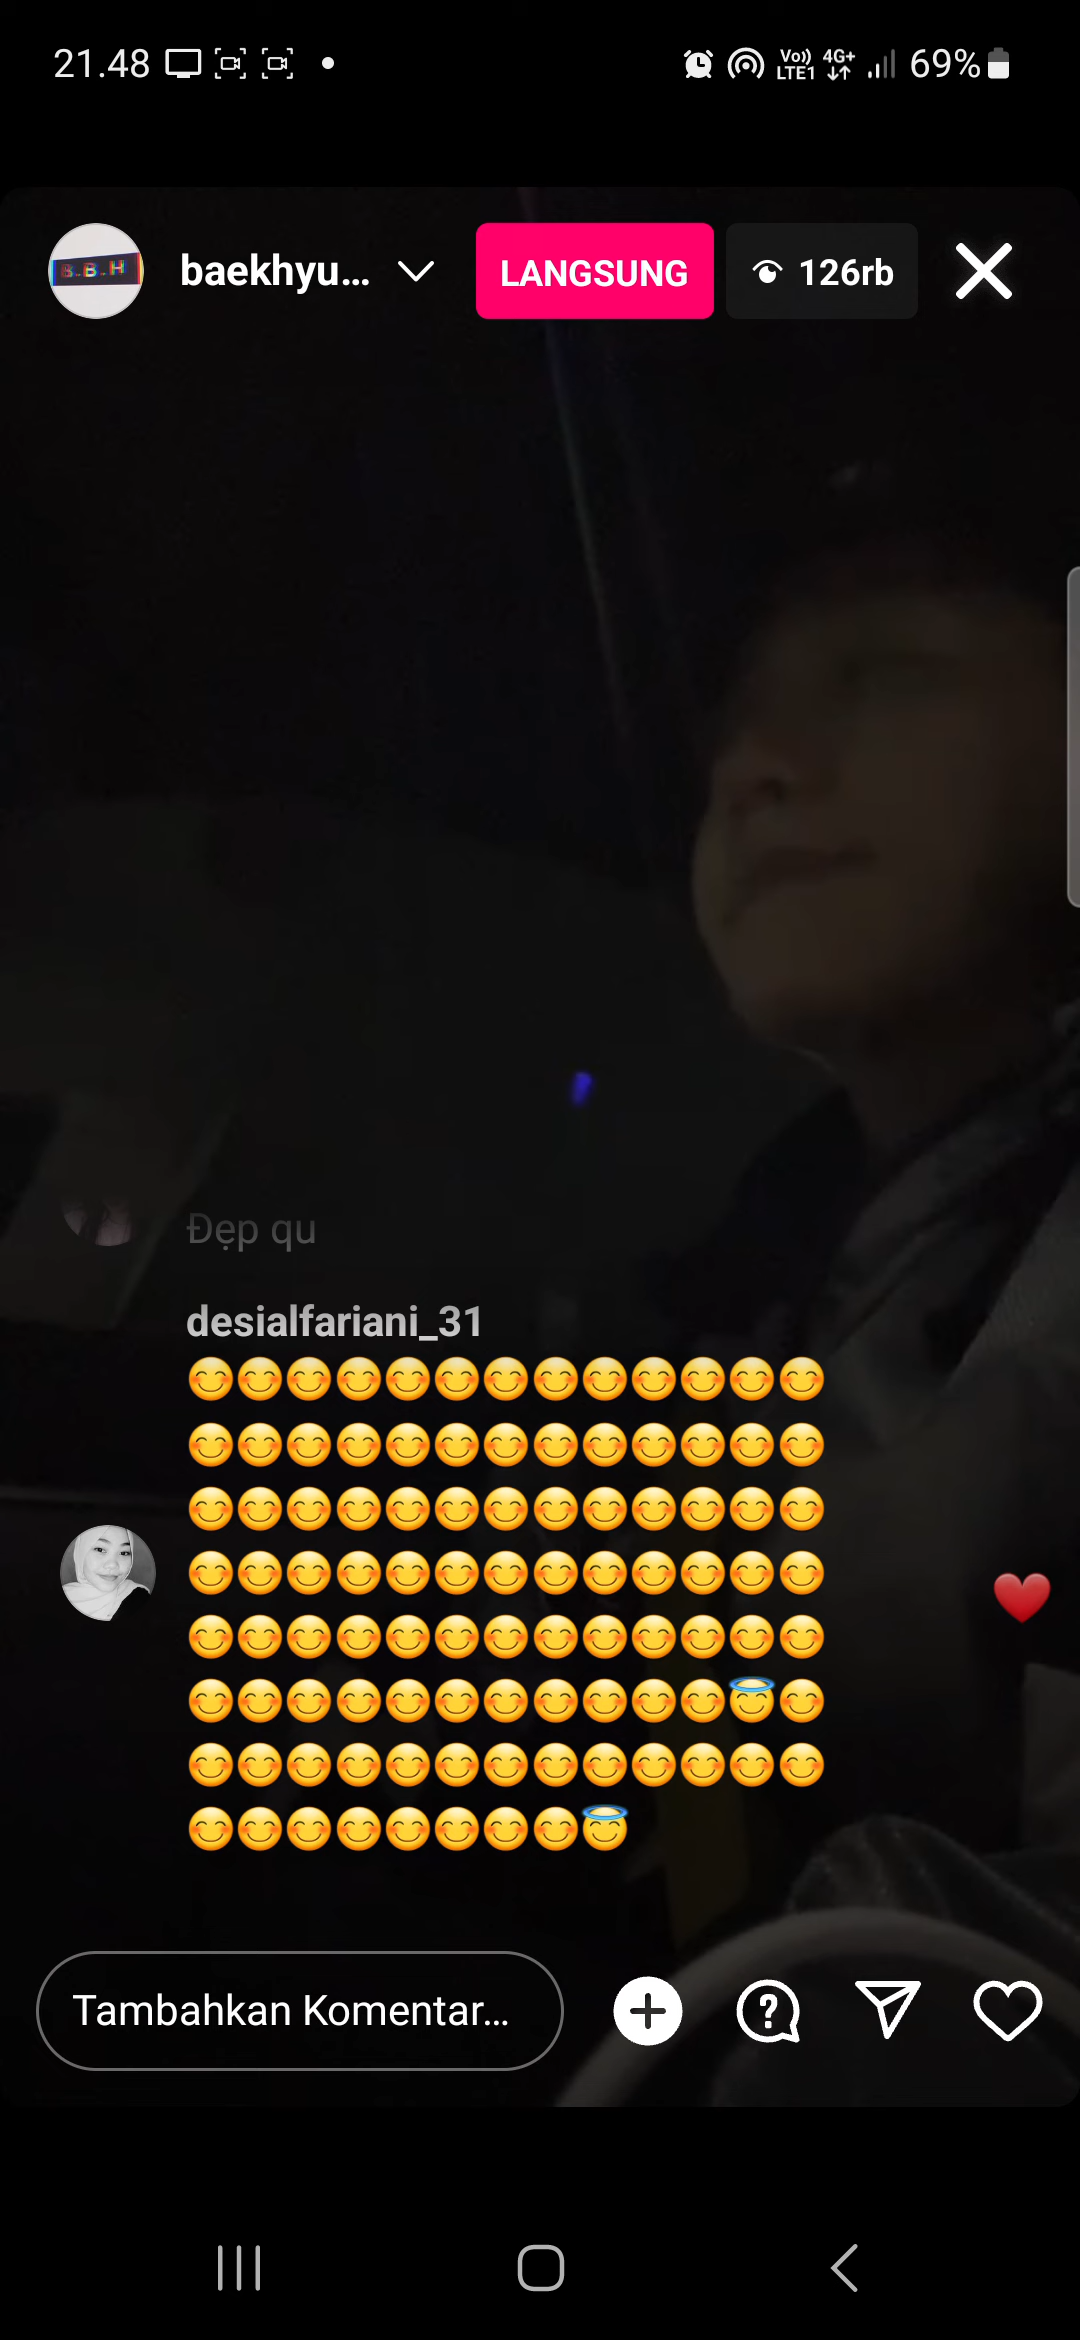 21.48
Vo)) LTE1 4G+ 69%
B.B.H
baekhyu...
LANGSUNG
126rb
Đẹp qu
desialfariani_31
😊😊😊😊😊😊😊😊😊😊😊😊😊
😊😊😊😊😊😊😊😊😊😊😊😊😊
😊😊😊😊😊😊😊😊😊😊😊😊😊
😊😊😊😊😊😊😊😊😊😊😊😊😊
😊😊😊😊😊😊😊😊😊😊😊😊😊
😊😊😊😊😊😊😊😊😊😊😊😇😊
😊😊😊😊😊😊😊😊😊😊😊😊😊
😊😊😊😊😊😊😊😊😇
Tambahkan Komentar...